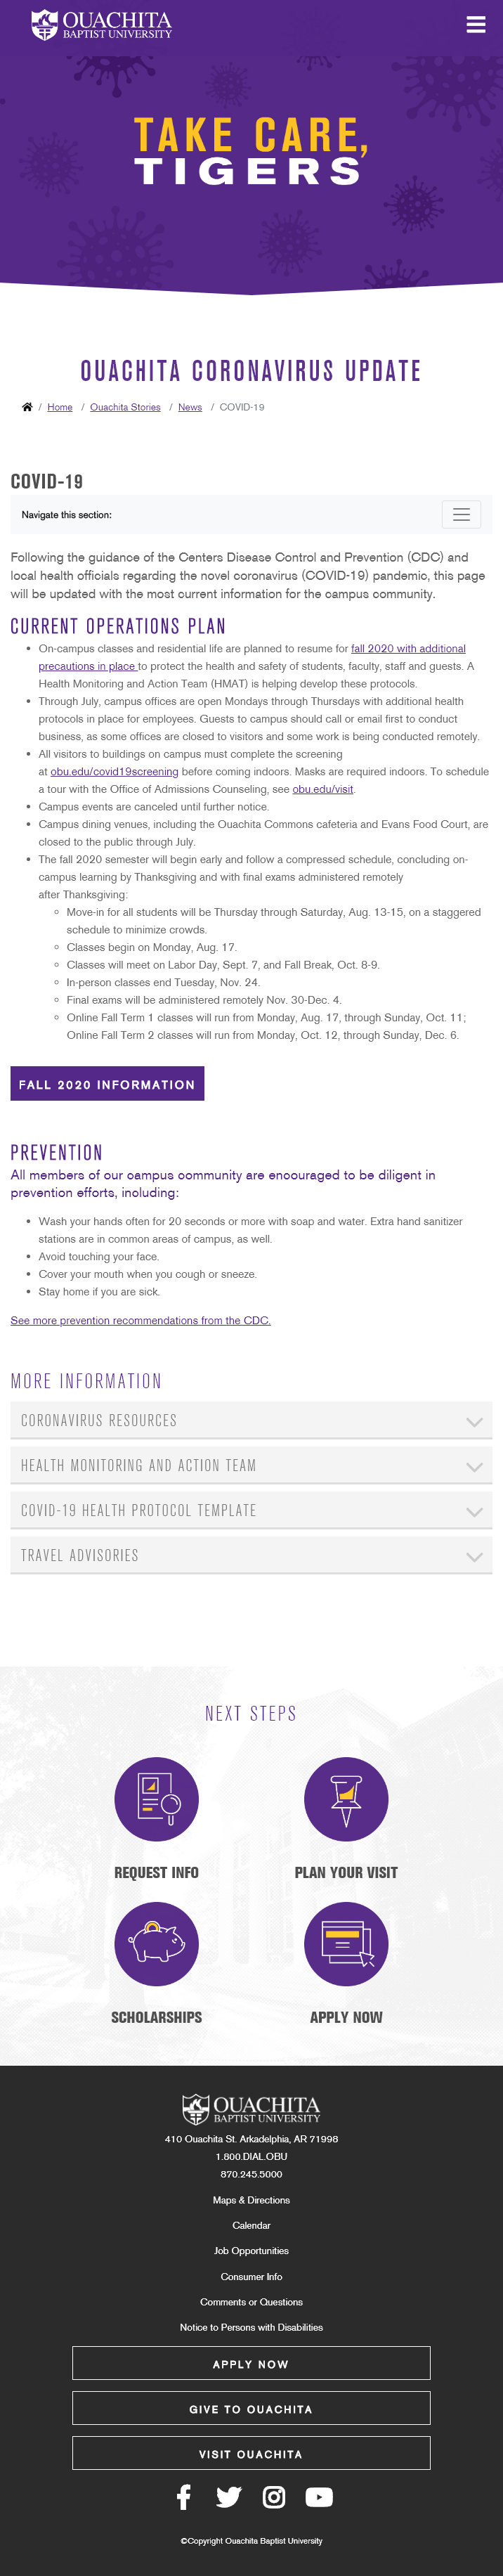 OUACHITA
BAPTIST UNIVERSITY
TAKE CARE,
TIGERS
OUACHITA CORONAVIRUS UPDATE
/ Home / Ouachita Stories / News / COVID-19
COVID-19
Navigate this section:
Following the guidance of the Centers Disease Control and Prevention (CDC) and
local health officials regarding the novel coronavirus (COVID-19) pandemic, this page
will be updated with the most current information for the campus community.
CURRENT OPERATIONS PLAN
• On-campus classes and residential life are planned to resume for fall 2020 with additional
precautions in place to protect the health and safety of students, faculty, staff and guests. A
Health Monitoring and Action Team (HMAT) is helping develop these protocols.
• Through July, campus offices are open Mondays through Thursdays with additional health
protocols in place for employees. Guests to campus should call or email first to conduct
business, as some offices are closed to visitors and some work is being conducted remotely.
• All visitors to buildings on campus must complete the screening
at obu.edu/covid19screening before coming indoors. Masks are required indoors. To schedule
a tour with the Office of Admissions Counseling, see obu.edu/visit.
• Campus events are canceled until further notice.
• Campus dining venues, including the Ouachita Commons cafeteria and Evans Food Court, are
closed to the public through July.
• The fall 2020 semester will begin early and follow a compressed schedule, concluding on-
campus learning by Thanksgiving and with final exams administered remotely
after Thanksgiving:
◦ Move-in for all students will be Thursday through Saturday, Aug. 13-15, on a staggered
schedule to minimize crowds.
◦ Classes begin on Monday, Aug. 17.
◦ Classes will meet on Labor Day, Sept. 7, and Fall Break, Oct. 8-9.
◦ In-person classes end Tuesday, Nov. 24.
◦ Final exams will be administered remotely Nov. 30-Dec. 4.
◦ Online Fall Term 1 classes will run from Monday, Aug. 17, through Sunday, Oct. 11;
Online Fall Term 2 classes will run from Monday, Oct. 12, through Sunday, Dec. 6.
FALL 2020 INFORMATION
PREVENTION
All members of our campus community are encouraged to be diligent in
prevention efforts, including:
• Wash your hands often for 20 seconds or more with soap and water. Extra hand sanitizer
stations are in common areas of campus, as well.
• Avoid touching your face.
• Cover your mouth when you cough or sneeze.
• Stay home if you are sick.
See more prevention recommendations from the CDC.
MORE INFORMATION
CORONAVIRUS RESOURCES
HEALTH MONITORING AND ACTION TEAM
COVID-19 HEALTH PROTOCOL TEMPLATE
TRAVEL ADVISORIES
NEXT STEPS
REQUEST INFO
PLAN YOUR VISIT
SCHOLARSHIPS
APPLY NOW
OUACHITA
BAPTIST UNIVERSITY
410 Ouachita St. Arkadelphia, AR 71998
1.800.DIAL.OBU
870.245.5000
Maps & Directions
Calendar
Job Opportunities
Consumer Info
Comments or Questions
Notice to Persons with Disabilities
APPLY NOW
GIVE TO OUACHITA
VISIT OUACHITA
©Copyright Ouachita Baptist University